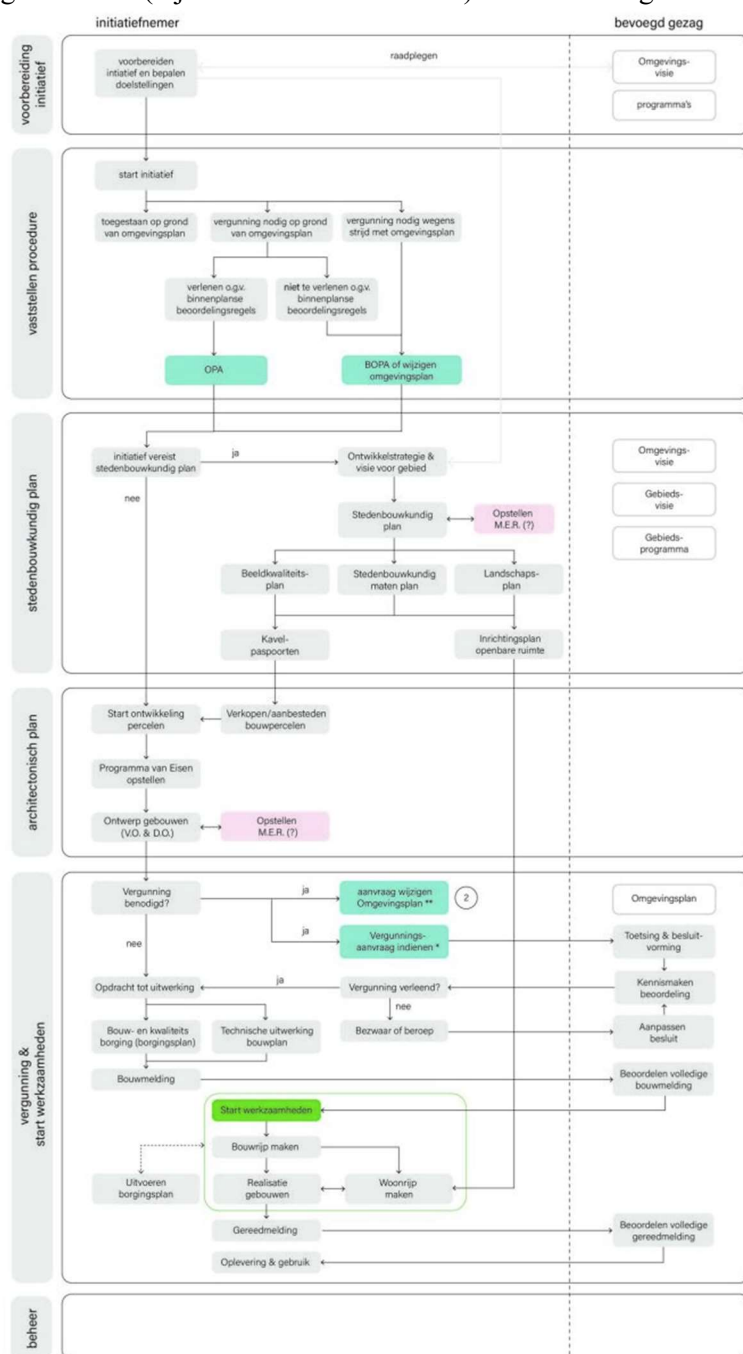 initiatiefnemer
bevoegd gezag
voorbereiding
initiatief
voorbereiden
intiatief en bepalen
doelstellingen
raadplegen
Omgevings-
visie
programma's
vaststellen procedure
start initiatief
toegestaan op grond
van omgevingsplan
vergunning nodig op grond
van omgevingsplan
vergunning nodig wegens
strijd met omgevingsplan
verlenen o.g.v.
binnenplanse
beoordelingsregels
niet te verlenen o.g.v.
binnenplanse
beoordelingsregels
OPA
BOPA of wijzigen
omgevingsplan
stedenbouwkundig plan
initiatief vereist
stedenbouwkundig plan
ja
nee
Ontwikkelstrategie &
visie voor gebied
Omgevings-
visie
Stedenbouwkundig
plan
Opstellen
M.E.R. (?)
Gebieds-
visie
Gebieds-
programma
Beeldkwaliteits-
plan
Stedenbouwkundig
maten plan
Landschaps-
plan
Kavel-
paspoorten
Inrichtingsplan
openbare ruimte
architectonisch plan
Start ontwikkeling
percelen
Verkopen/aanbesteden
bouwpercelen
Programma van Eisen
opstellen
Ontwerp gebouwen
(V.O. & D.O.)
Opstellen
M.E.R. (?)
vergunning &
start werkzaamheden
Vergunning
benodigd?
ja
aanvraag wijzigen
Omgevingsplan **
2
Omgevingsplan
nee
ja
Vergunnings-
aanvraag indienen *
Toetsing & besluit-
vorming
Opdracht tot uitwerking
ja
Vergunning verleend?
Kennismaken
beoordeling
nee
Bouw- en kwaliteits
borging (borgingsplan)
Technische uitwerking
bouwplan
Bezwaar of beroep
Aanpassen
besluit
Bouwmelding
Beoordelen volledige
bouwmelding
Start werkzaamheden
Bouwrijp maken
Uitvoeren
borgingsplan
Realisatie
gebouwen
Woonrijp
maken
Gereedmelding
Beoordelen volledige
gereedmelding
Oplevering & gebruik
beheer